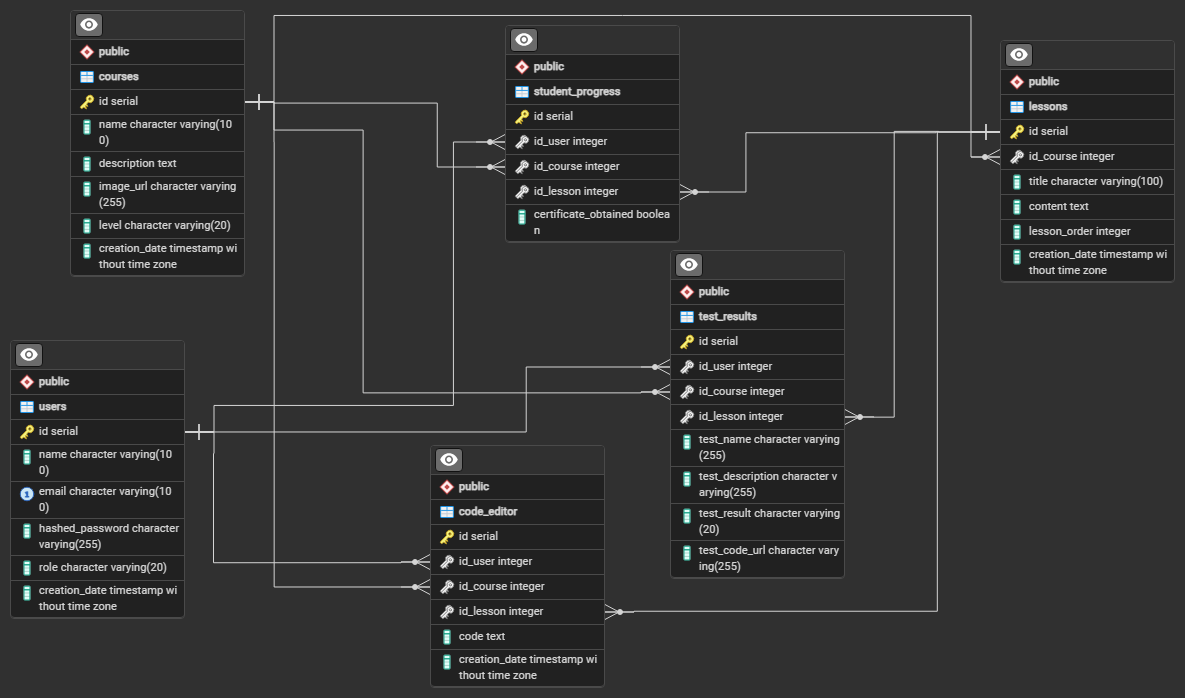 public
courses
id serial
name character varying(10
0)
description text
image_url character varying
(255)
level character varying(20)
creation_date timestamp wi
thout time zone
public
student_progress
id serial
id_user integer
id_course integer
id_lesson integer
certificate_obtained boolea
n
public
lessons
id serial
id_course integer
title character varying(100)
content text
lesson_order integer
creation_date timestamp wi
thout time zone
public
test_results
id serial
id_user integer
id_course integer
id_lesson integer
test_name character varying
(255)
test_description character v
arying(255)
test_result character varying
(20)
test_code_url character vary
ing(255)
public
users
id serial
name character varying(10
0)
email character varying(10
0)
hashed_password character
varying(255)
role character varying(20)
creation_date timestamp wi
thout time zone
public
code_editor
id serial
id_user integer
id_course integer
id_lesson integer
code text
creation_date timestamp wi
thout time zone